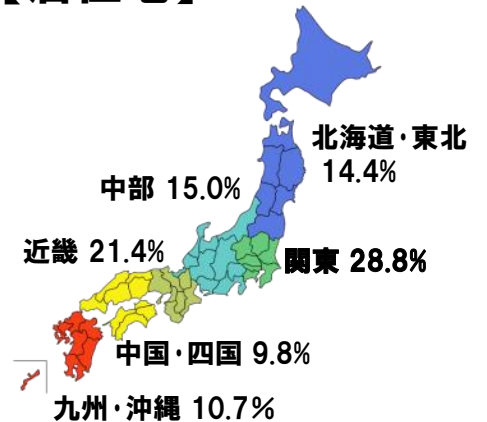 北海道・東北
14.4%
中部 15.0%
近畿 21.4%
関東 28.8%
中国・四国 9.8%
九州・沖縄 10.7%